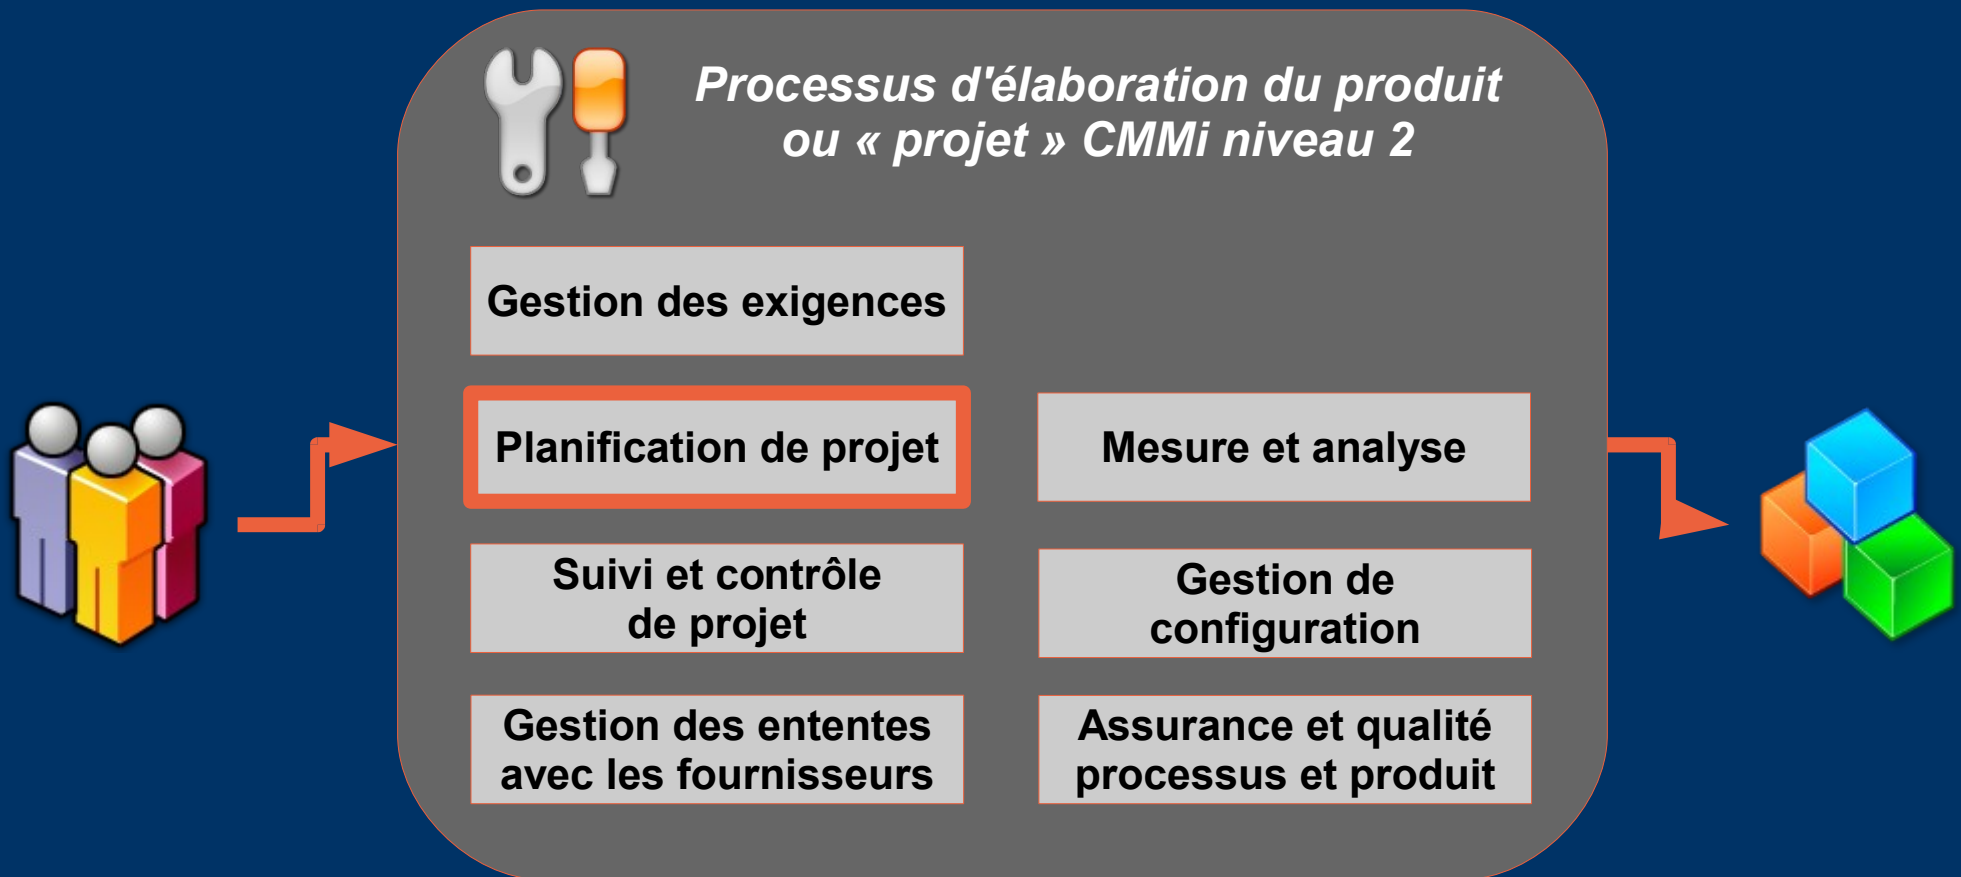 Processus d'élaboration du produit
ou « projet » CMMi niveau 2
Gestion des exigences
Planification de projet
Mesure et analyse
Suivi et contrôle
de projet
Gestion de
configuration
Gestion des ententes
avec les fournisseurs
Assurance et qualité
processus et produit